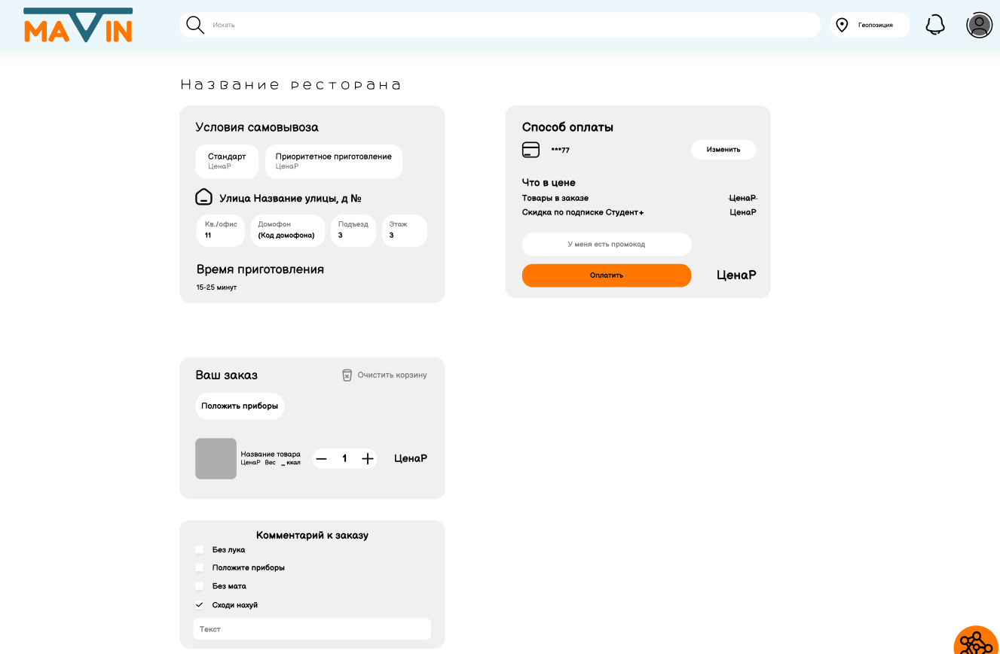 MAVIN
Искать
Геопозиция
Название ресторана
Условия самовывоза
Стандарт
ЦенаР
Приоритетное приготовление
ЦенаР
Улица Название улицы, д №
Кв./офис
11
Домофон
(Код домофона)
Подъезд
3
Этаж
3
Время приготовления
15-25 минут
Способ оплаты
***77
Изменить
Что в цене
Товары в заказе ЦенаР
Скидка по подписке Студент+ ЦенаР
У меня есть промокод
Оплатить ЦенаР
Ваш заказ
Очистить корзину
Положить приборы
Название товара
ЦенаР Вес _ ккал
1
ЦенаР
Комментарий к заказу
Без лука
Положите приборы
Без мата
Сходи нахуй
Текст